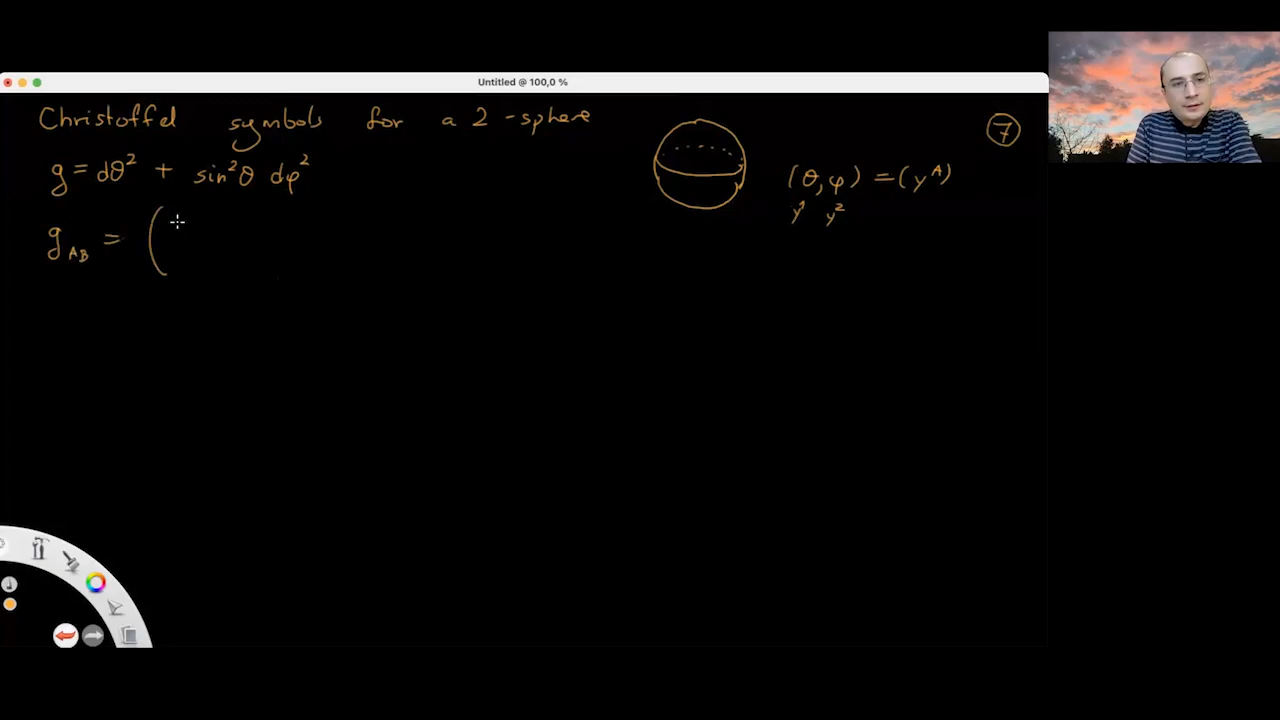 Untitled @ 100,0 %
Christoffel symbols for a 2-sphere
7
g = dθ² + sin²θ dφ²
(θ, φ) = (y^A)
y¹ y²
g_AB = (